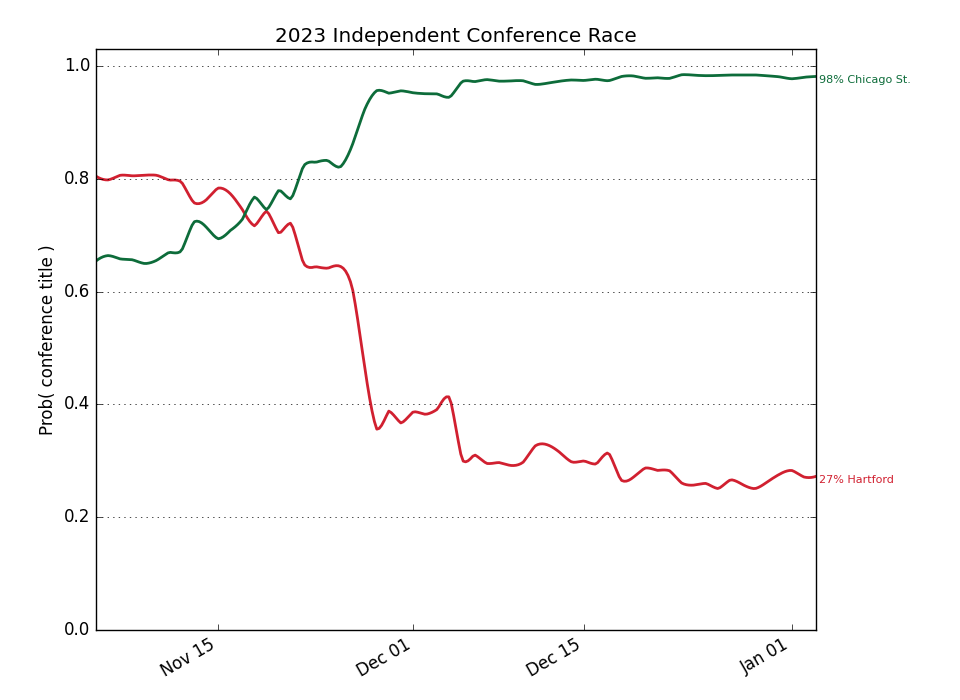 2023 Independent Conference Race
1.0
0.8
0.6
0.4
0.2
0.0
Prob( conference title )
98% Chicago St.
27% Hartford
Nov 15
Dec 01
Dec 15
Jan 01